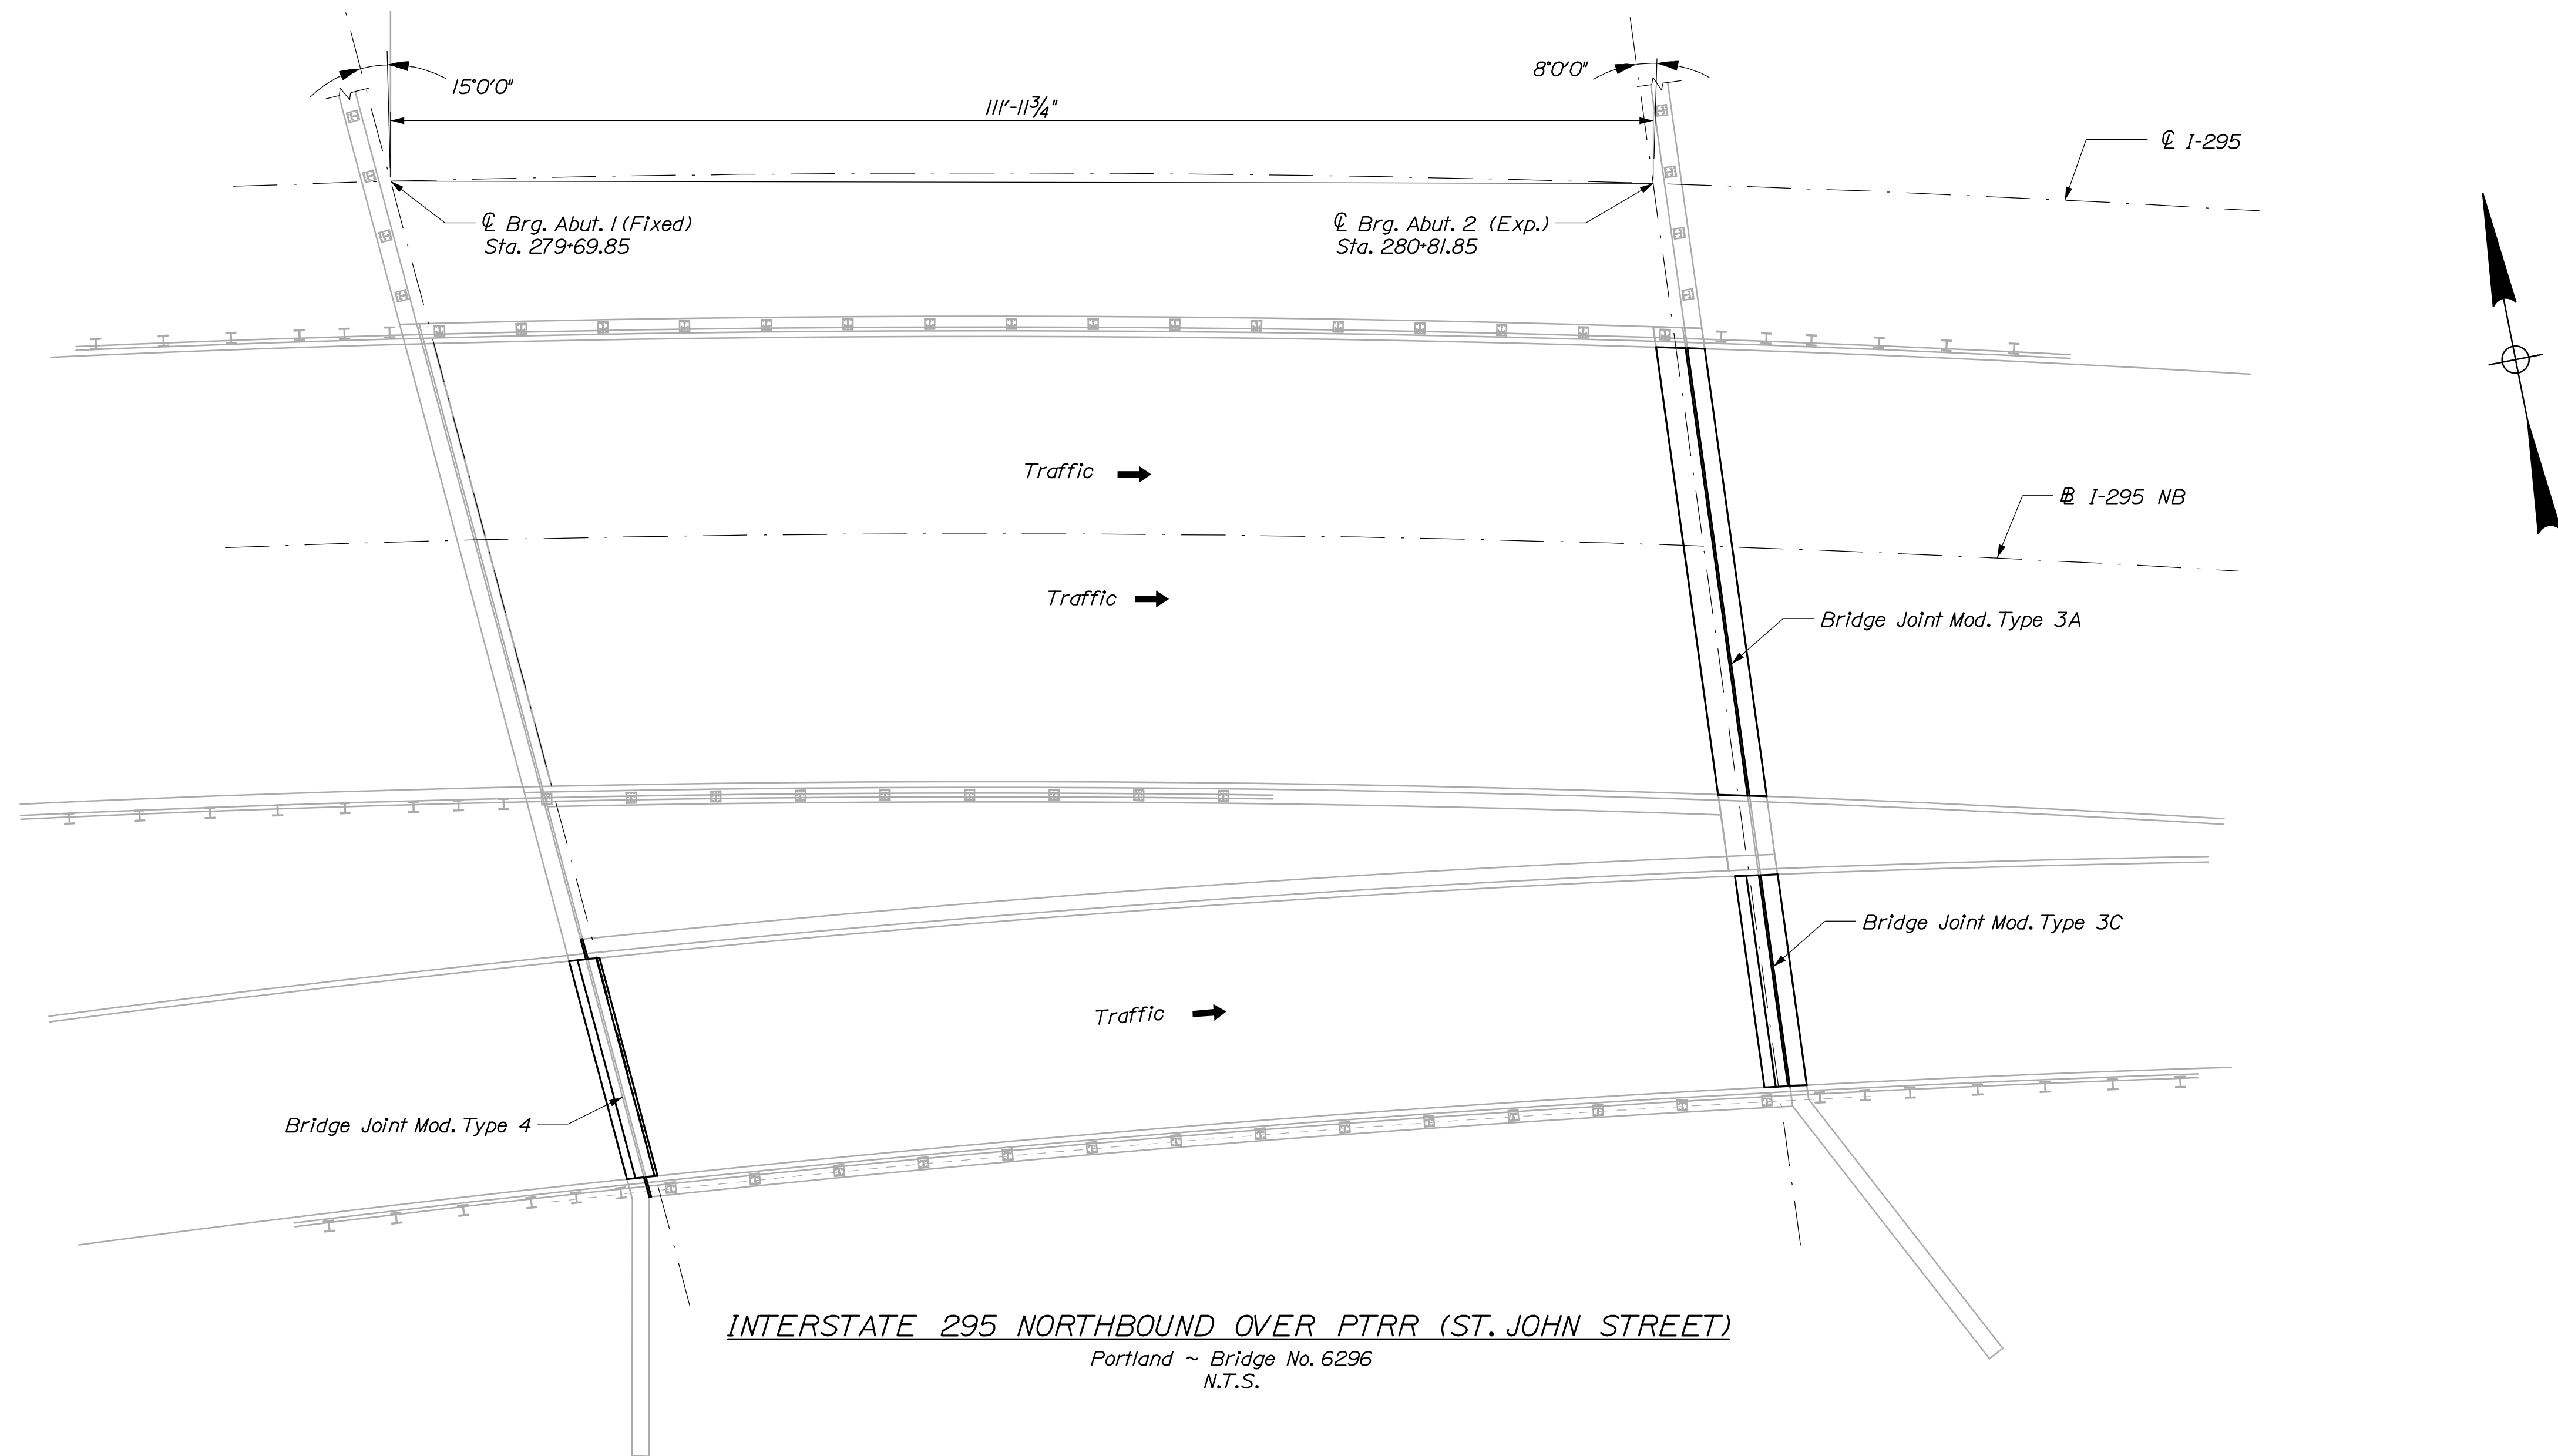 15°0'0"
8°0'0"
111'-11¾"
℄ I-295
℄ Brg. Abut. 1 (Fixed)
Sta. 279+69.85
℄ Brg. Abut. 2 (Exp.)
Sta. 280+81.85
Traffic
BL I-295 NB
Traffic
Bridge Joint Mod. Type 3A
Bridge Joint Mod. Type 3C
Traffic
Bridge Joint Mod. Type 4
INTERSTATE 295 NORTHBOUND OVER PTRR (ST. JOHN STREET)
Portland ~ Bridge No. 6296
N.T.S.